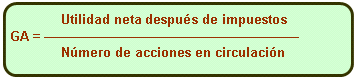 Utilidad neta después de impuestos
GA =
Número de acciones en circulación